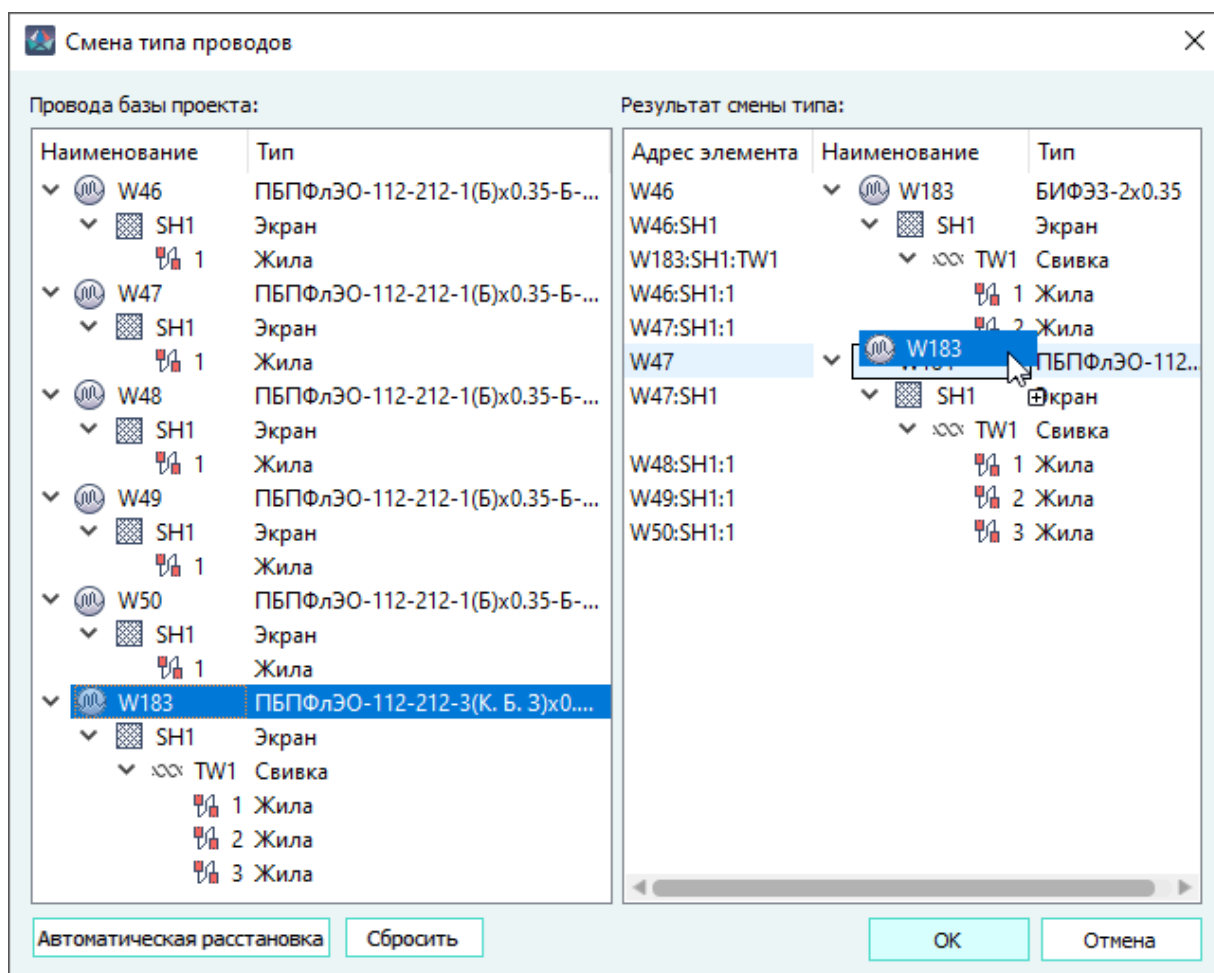 Смена типа проводов
Провода базы проекта:
Наименование Тип
W46 ПБПФлЭО-112-212-1(Б)х0.35-Б-...
SH1 Экран
1 Жила
W47 ПБПФлЭО-112-212-1(Б)х0.35-Б-...
SH1 Экран
1 Жила
W48 ПБПФлЭО-112-212-1(Б)х0.35-Б-...
SH1 Экран
1 Жила
W49 ПБПФлЭО-112-212-1(Б)х0.35-Б-...
SH1 Экран
1 Жила
W50 ПБПФлЭО-112-212-1(Б)х0.35-Б-...
SH1 Экран
1 Жила
W183 ПБПФлЭО-112-212-3(К. Б. З)х0....
SH1 Экран
TW1 Свивка
1 Жила
2 Жила
3 Жила
Результат смены типа:
Адрес элемента Наименование Тип
W46 W183 БИФЭЗ-2х0.35
W46:SH1 SH1 Экран
W183:SH1:TW1 TW1 Свивка
W46:SH1:1 1 Жила
W47:SH1:1 2 Жила
W183
W47 ПБПФлЭО-112...
W47:SH1 SH1 Экран
TW1 Свивка
W48:SH1:1 1 Жила
W49:SH1:1 2 Жила
W50:SH1:1 3 Жила
Автоматическая расстановка Сбросить OK Отмена